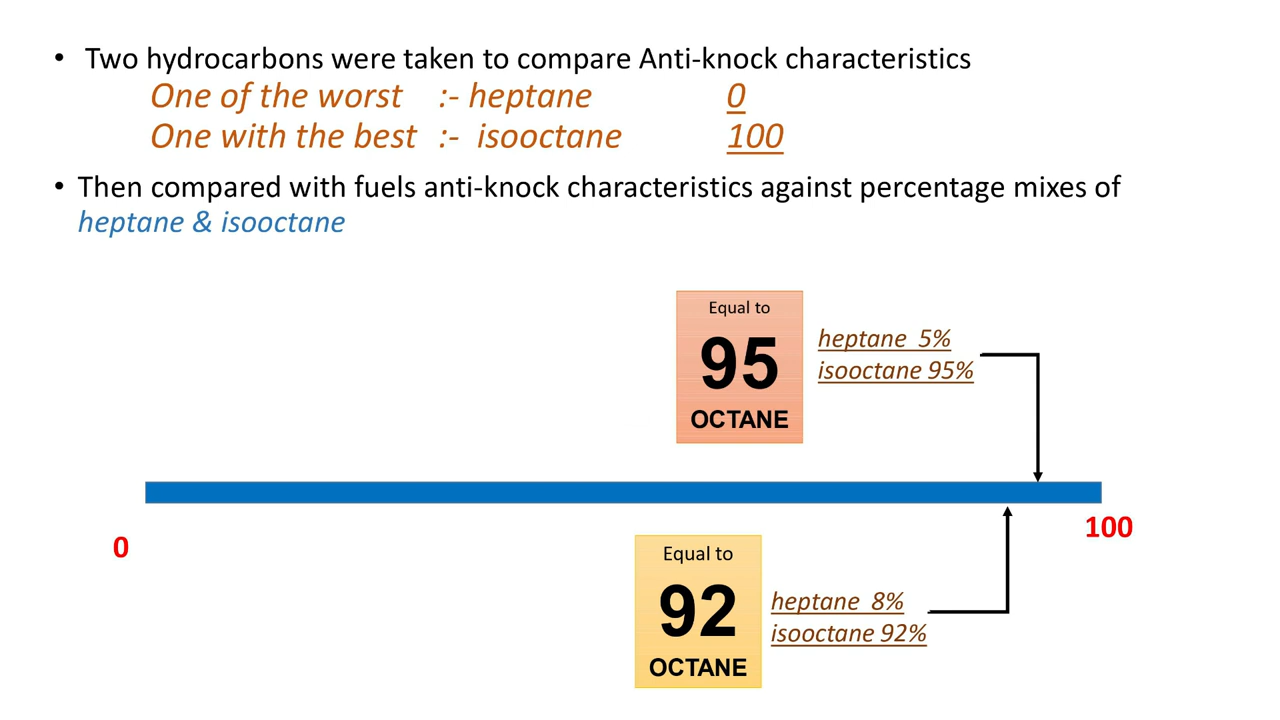 • Two hydrocarbons were taken to compare Anti-knock characteristics
One of the worst :- heptane 0
One with the best :- isooctane 100
• Then compared with fuels anti-knock characteristics against percentage mixes of
heptane & isooctane
Equal to
95
OCTANE
heptane 5%
isooctane 95%
0
100
Equal to
92
OCTANE
heptane 8%
isooctane 92%